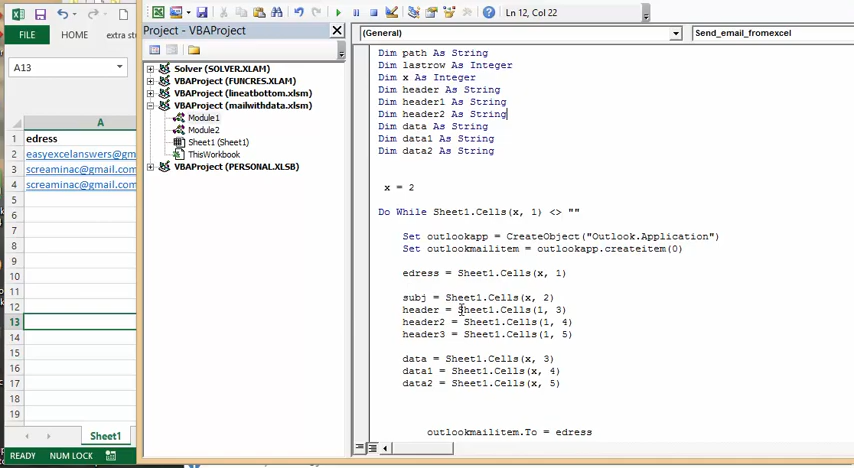 Ln 12, Col 22
FILE
HOME
extra stu
A13
A
1 edress
2 easyexcelanswers@gm
3 screaminac@gmail.com
4 screaminac@gmail.com
5
6
7
8
9
10
11
12
13
14
15
16
17
18
19
Sheet1
READY
NUM LOCK
Project - VBAProject
Solver (SOLVER.XLAM)
VBAProject (FUNCRES.XLAM)
VBAProject (lineatbottom.xlsm)
VBAProject (mailwithdata.xlsm)
Module1
Module2
Sheet1 (Sheet1)
ThisWorkbook
VBAProject (PERSONAL.XLSB)
(General)
Send_email_fromexcel
Dim path As String
Dim lastrow As Integer
Dim x As Integer
Dim header As String
Dim header1 As String
Dim header2 As String
Dim data As String
Dim data1 As String
Dim data2 As String
x = 2
Do While Sheet1.Cells(x, 1) <> ""
Set outlookapp = CreateObject("Outlook.Application")
Set outlookmailitem = outlookapp.createitem(0)
edress = Sheet1.Cells(x, 1)
subj = Sheet1.Cells(x, 2)
header = Sheet1.Cells(1, 3)
header2 = Sheet1.Cells(1, 4)
header3 = Sheet1.Cells(1, 5)
data = Sheet1.Cells(x, 3)
data1 = Sheet1.Cells(x, 4)
data2 = Sheet1.Cells(x, 5)
outlookmailitem.To = edress